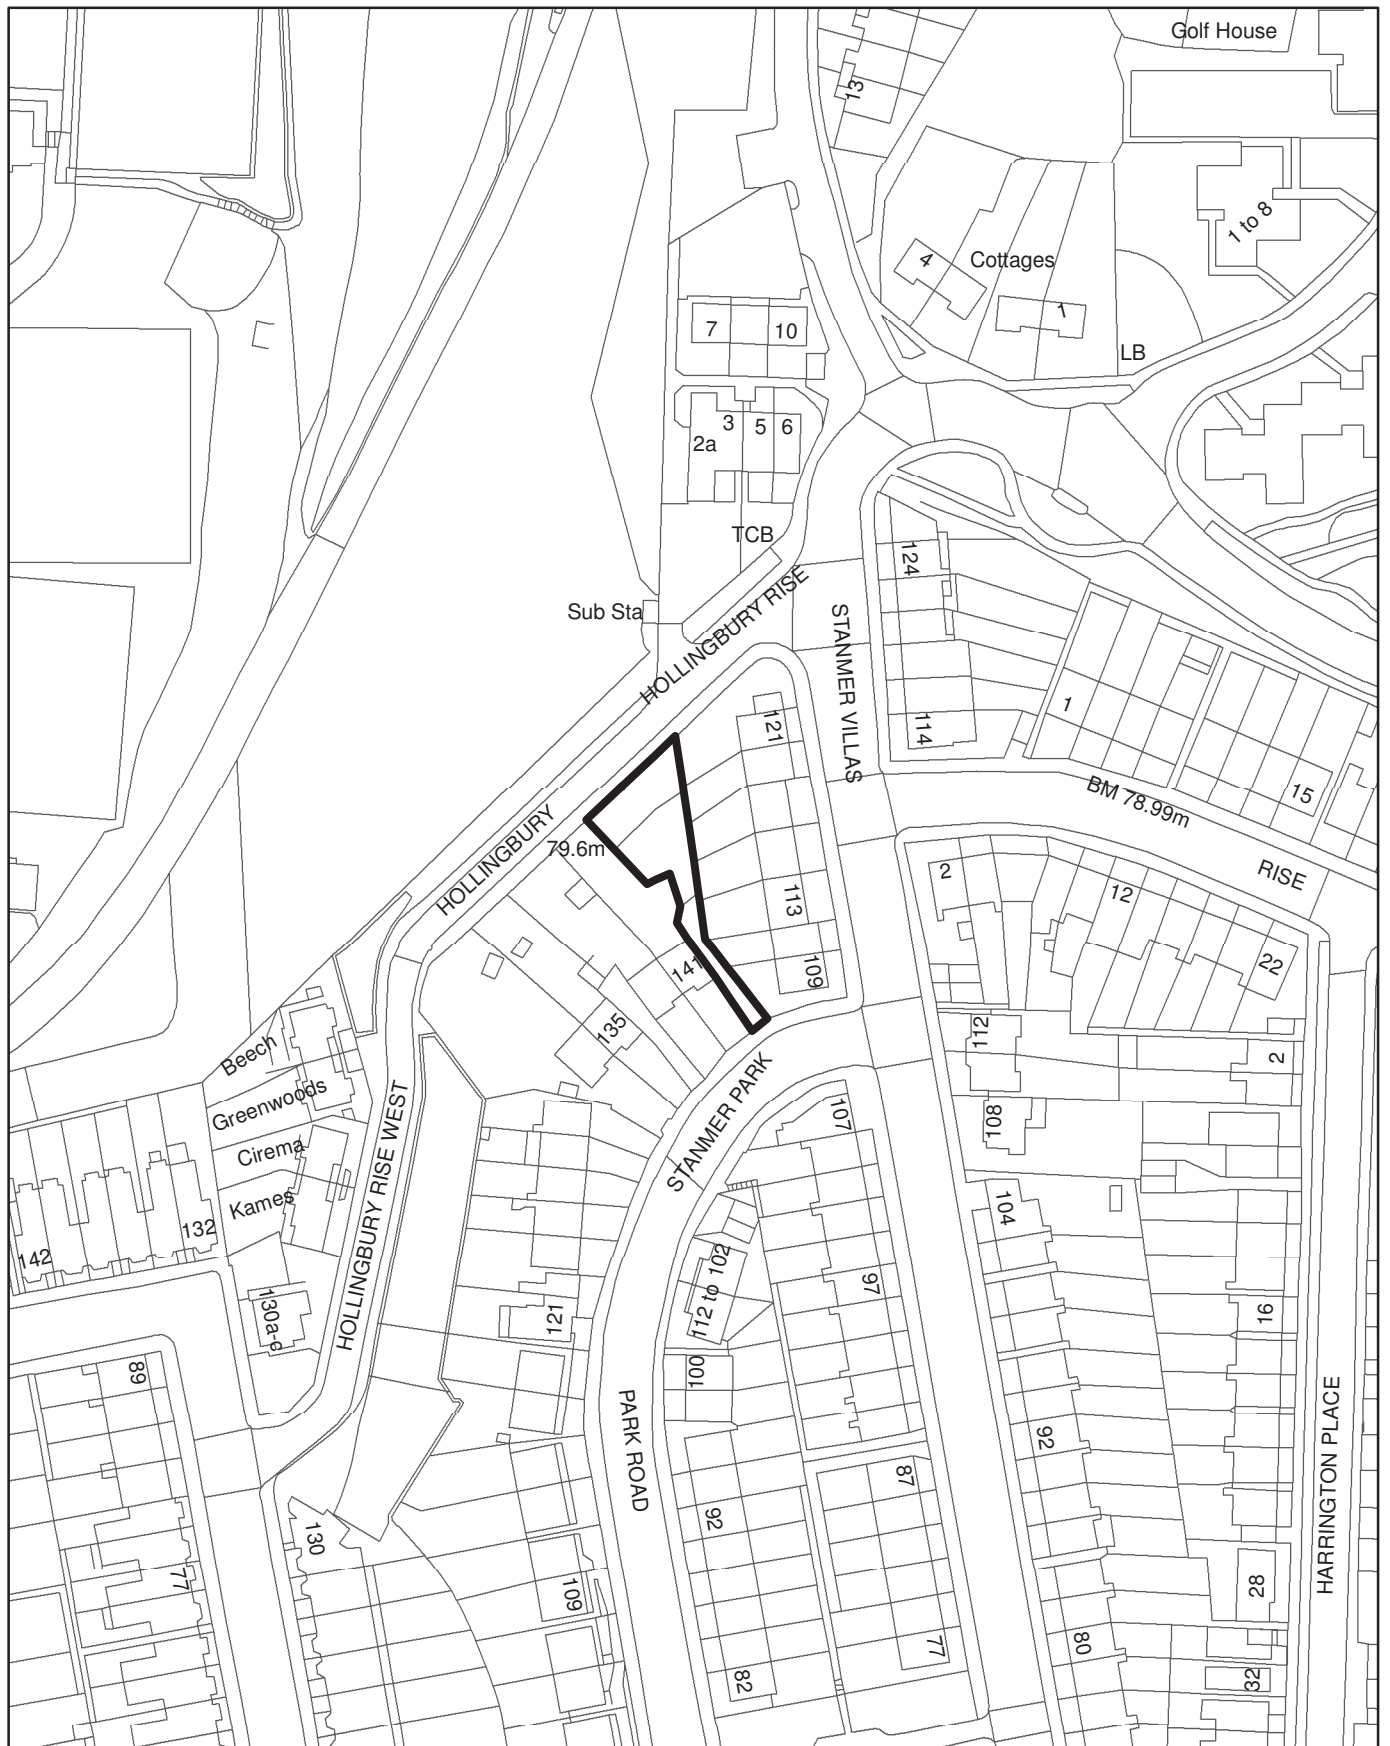 Golf House
13
1 to 8
4
Cottages
1
7
10
LB
3
5
6
2a
TCB
124
HOLLINGBURY RISE
Sub Sta
STANMER VILLAS
1
121
114
BM 78.99m
15
79.6m
HOLLINGBURY
RISE
2
12
113
22
141
109
135
112
2
Beech
Greenwoods
STANMER PARK
107
108
Cirema
HOLLINGBURY RISE WEST
Kames
104
132
142
112 to 102
97
130a-c
121
16
89
100
PARK ROAD
92
HARRINGTON PLACE
87
92
130
77
109
28
80
77
82
32